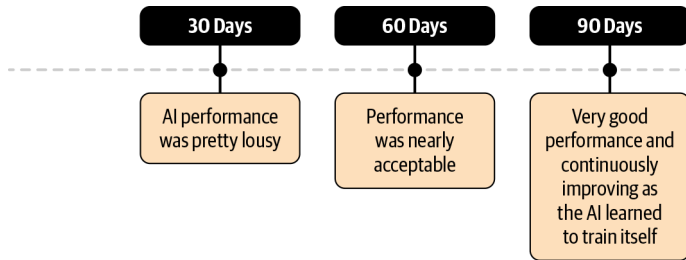 30 Days
60 Days
90 Days
AI performance
was pretty lousy
Performance
was nearly
acceptable
Very good
performance and
continuously
improving as
the AI learned
to train itself